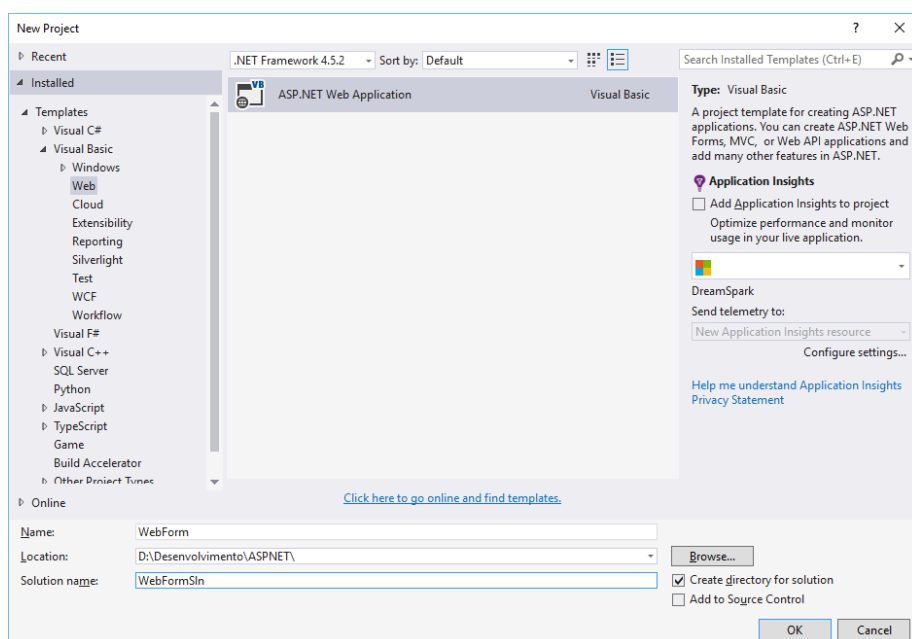 New Project
Recent
.NET Framework 4.5.2 Sort by: Default
Search Installed Templates (Ctrl+E)
Installed
Templates
Visual C#
Visual Basic
Windows
Web
Cloud
Extensibility
Reporting
Silverlight
Test
WCF
Workflow
Visual F#
Visual C++
SQL Server
Python
JavaScript
TypeScript
Game
Build Accelerator
Other Project Types
Online
VB
ASP.NET Web Application Visual Basic
Click here to go online and find templates.
Type: Visual Basic
A project template for creating ASP.NET
applications. You can create ASP.NET Web
Forms, MVC, or Web API applications and
add many other features in ASP.NET.
Application Insights
Add Application Insights to project
Optimize performance and monitor
usage in your live application.
DreamSpark
Send telemetry to:
New Application Insights resource
Configure settings...
Help me understand Application Insights
Privacy Statement
Name: WebForm
Location: D:\Desenvolvimento\ASPNET\
Browse...
Solution name: WebFormSln
Create directory for solution
Add to Source Control
OK Cancel